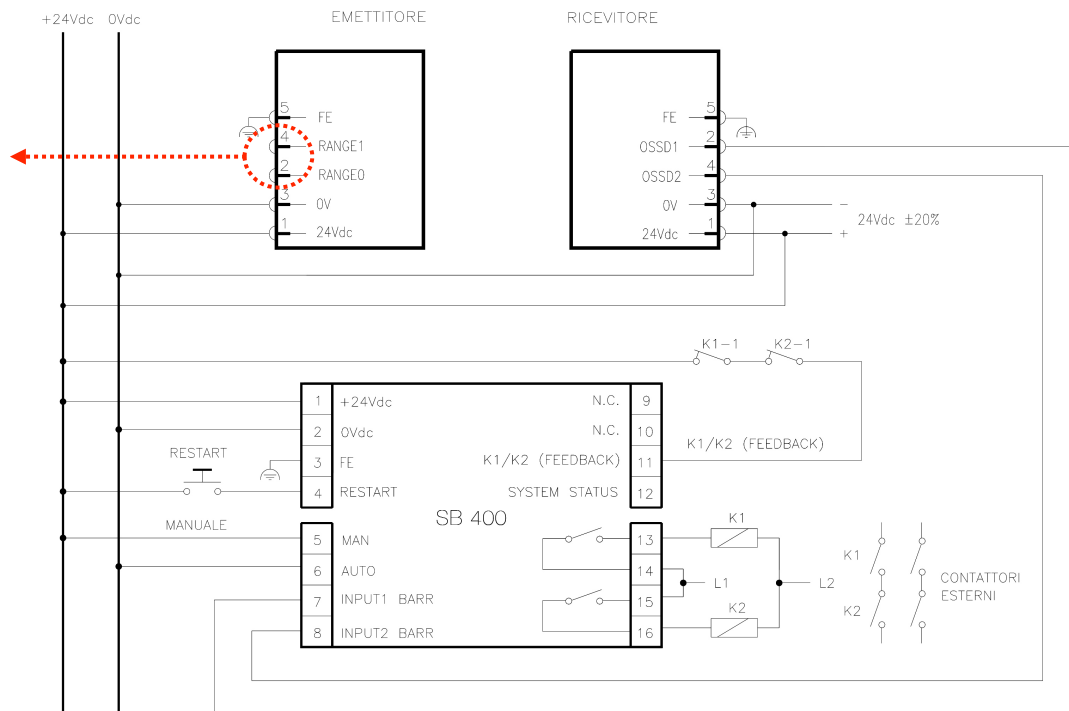 +24Vdc 0Vdc
EMETTITORE
RICEVITORE
5 FE
4 RANGE1
2 RANGE0
3 0V
1 24Vdc
FE 5
OSSD1 2
OSSD2 4
0V 3
24Vdc 1
−
24Vdc ±20%
+
K1−1 K2−1
1 +24Vdc
2 0Vdc
3 FE
4 RESTART
RESTART
N.C. 9
N.C. 10
K1/K2 (FEEDBACK) 11
SYSTEM STATUS 12
K1/K2 (FEEDBACK)
SB 400
MANUALE
5 MAN
6 AUTO
7 INPUT1 BARR
8 INPUT2 BARR
13
14
15
16
K1
L1
L2
K2
K1
K2
CONTATTORI
ESTERNI